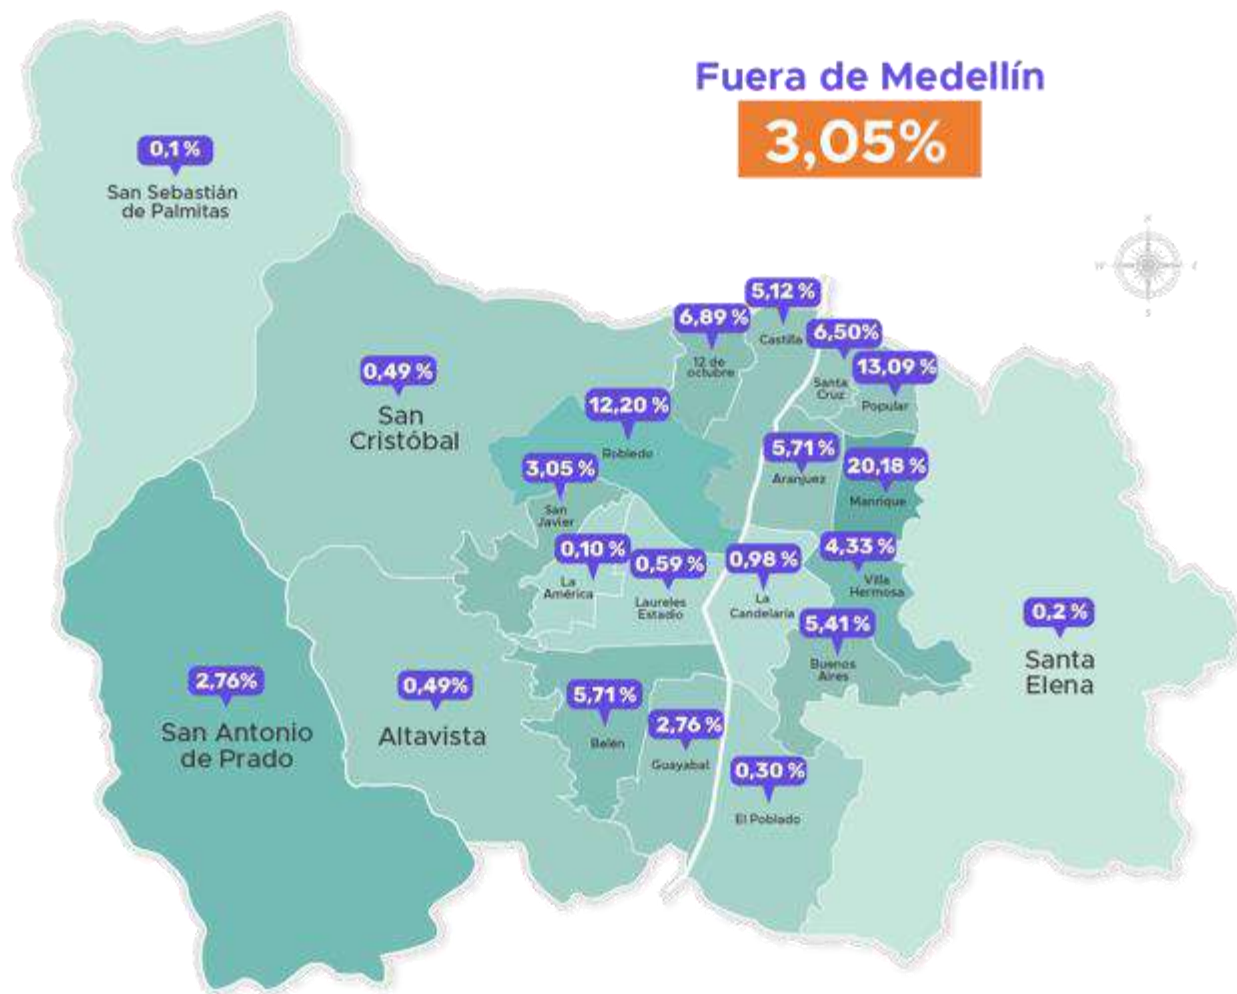 Fuera de Medellín
3,05%
0,1 %
San Sebastián
de Palmitas
N
W
E
S
5,12 %
Castilla
6,89 %
12 de
octubre
6,50%
Santa
Cruz
13,09 %
Popular
0,49 %
San
Cristóbal
12,20 %
Robledo
5,71 %
Aranjuez
20,18 %
Manrique
3,05 %
San
Javier
0,10 %
La
América
0,59 %
Laureles
Estadio
0,98 %
La
Candelaria
4,33 %
Villa
Hermosa
0,2 %
Santa
Elena
5,41 %
Buenos
Aires
2,76%
San Antonio
de Prado
0,49%
Altavista
5,71 %
Belén
2,76 %
Guayabal
0,30 %
El Poblado